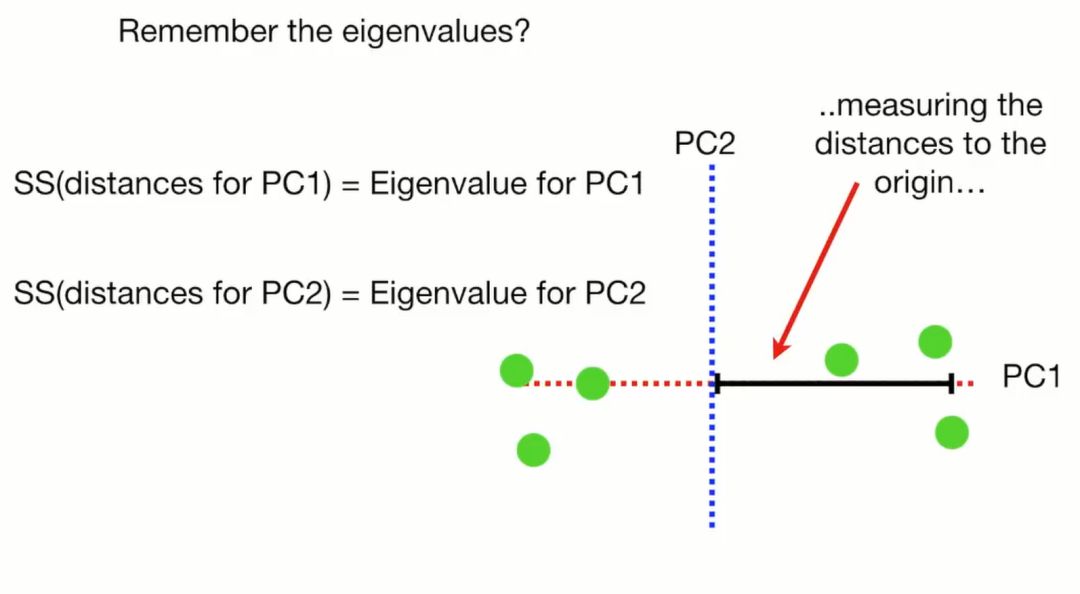 Remember the eigenvalues?
..measuring the
distances to the
origin…
PC2
SS(distances for PC1) = Eigenvalue for PC1
SS(distances for PC2) = Eigenvalue for PC2
PC1